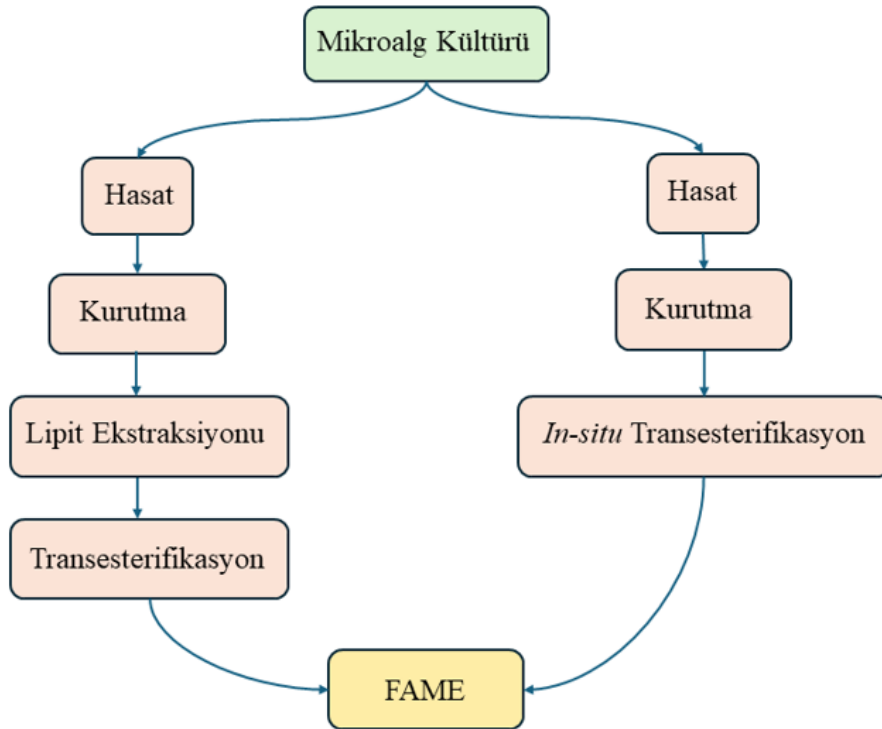 Mikroalg Kültürü
Hasat
Kurutma
Lipit Ekstraksiyonu
Transesterifikasyon
Hasat
Kurutma
In-situ Transesterifikasyon
FAME